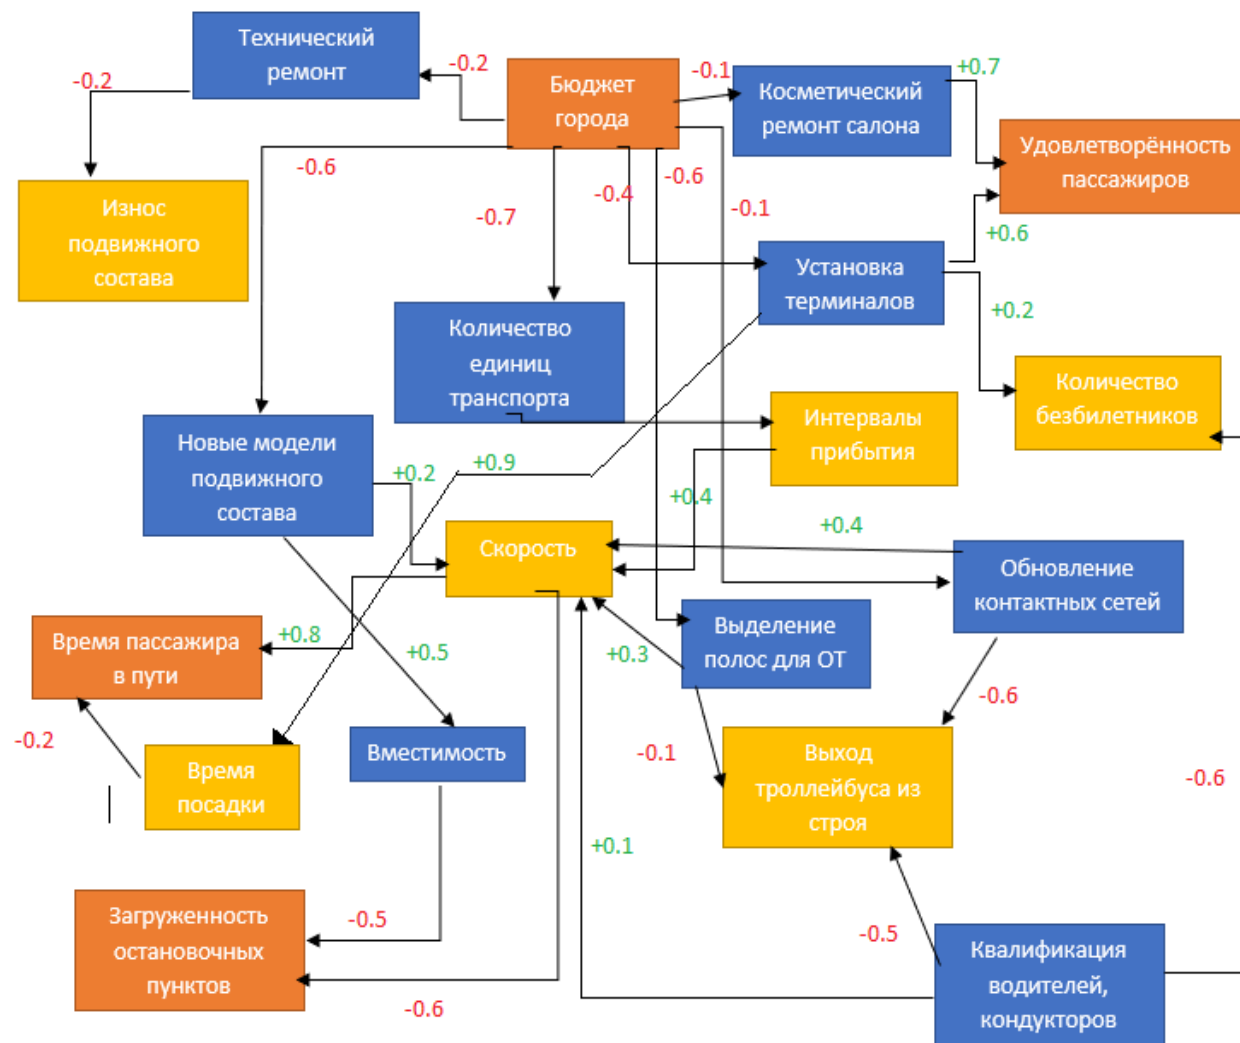 Технический
ремонт
-0.2
-0.2
Бюджет
города
-0.1
Косметический
ремонт салона
+0.7
Удовлетворённость
пассажиров
Износ
подвижного
состава
-0.6
-0.7
-0.4
-0.6
-0.1
+0.6
Установка
терминалов
+0.2
Количество
единиц
транспорта
Количество
безбилетников
Интервалы
прибытия
Новые модели
подвижного
состава
+0.2
+0.9
+0.4
+0.4
Скорость
Обновление
контактных сетей
Время пассажира
в пути
+0.8
+0.5
+0.3
Выделение
полос для ОТ
-0.6
-0.2
Время
посадки
Вместимость
-0.1
Выход
троллейбуса из
строя
-0.6
+0.1
Загруженность
остановочных
пунктов
-0.5
-0.6
-0.5
Квалификация
водителей,
кондукторов